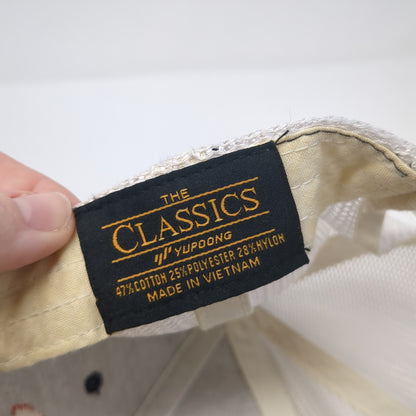 THE
CLASSICS
YUPOONG
47%COTTON 25%POLYESTER 28%NYLON
MADE IN VIETNAM